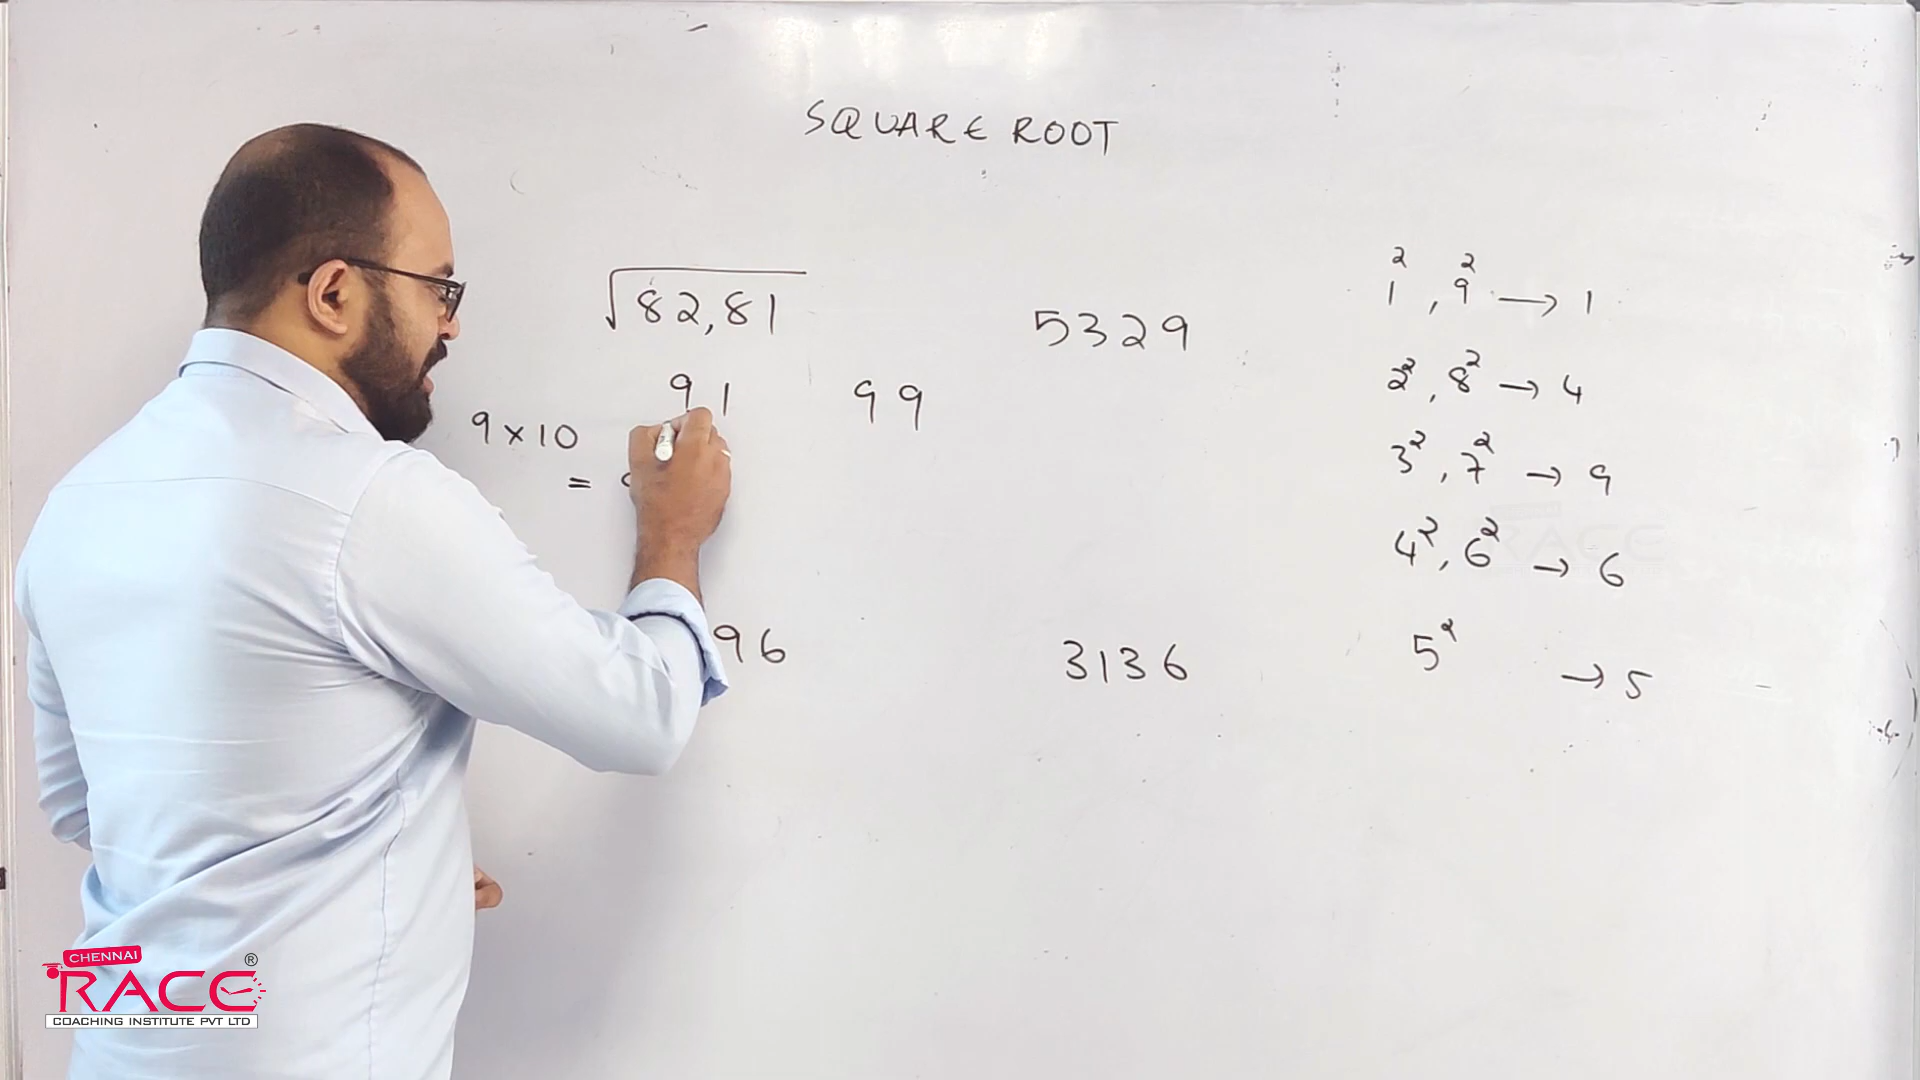 SQUARE ROOT
√82,81
91
99
9 × 10
=
96
5329
3136
1², 9² → 1
2², 8² → 4
3², 7² → 9
4², 6² → 6
5² → 5
RACE
CHENNAI
RACE®
COACHING INSTITUTE PVT LTD